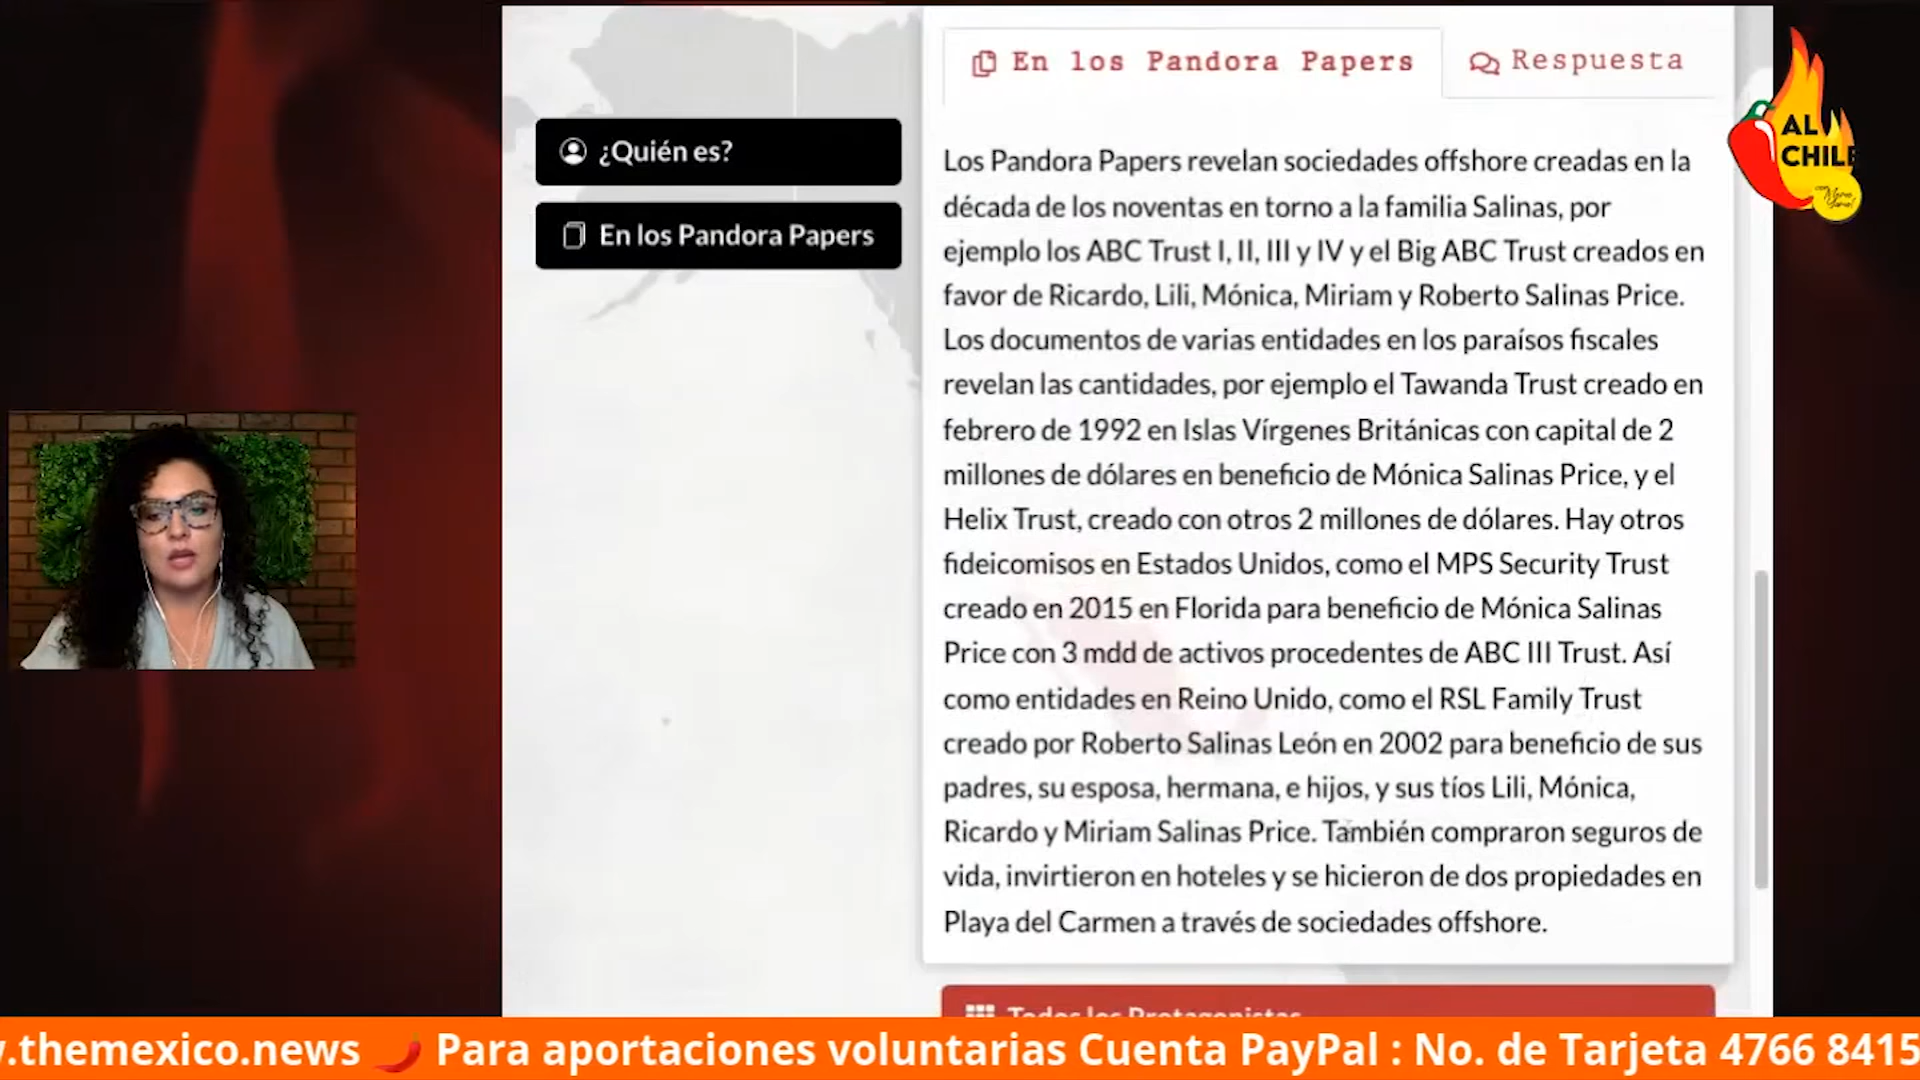 En los Pandora Papers
Respuesta
AL
CHILE
¿Quién es?
En los Pandora Papers
Los Pandora Papers revelan sociedades offshore creadas en la
década de los noventas en torno a la familia Salinas, por
ejemplo los ABC Trust I, II, III y IV y el Big ABC Trust creados en
favor de Ricardo, Lili, Mónica, Miriam y Roberto Salinas Price.
Los documentos de varias entidades en los paraísos fiscales
revelan las cantidades, por ejemplo el Tawanda Trust creado en
febrero de 1992 en Islas Vírgenes Británicas con capital de 2
millones de dólares en beneficio de Mónica Salinas Price, y el
Helix Trust, creado con otros 2 millones de dólares. Hay otros
fideicomisos en Estados Unidos, como el MPS Security Trust
creado en 2015 en Florida para beneficio de Mónica Salinas
Price con 3 mdd de activos procedentes de ABC III Trust. Así
como entidades en Reino Unido, como el RSL Family Trust
creado por Roberto Salinas León en 2002 para beneficio de sus
padres, su esposa, hermana, e hijos, y sus tíos Lili, Mónica,
Ricardo y Miriam Salinas Price. También compraron seguros de
vida, invirtieron en hoteles y se hicieron de dos propiedades en
Playa del Carmen a través de sociedades offshore.
Todos los Protagonistas
.themexico.news 🌶️ Para aportaciones voluntarias Cuenta PayPal : No. de Tarjeta 4766 8415